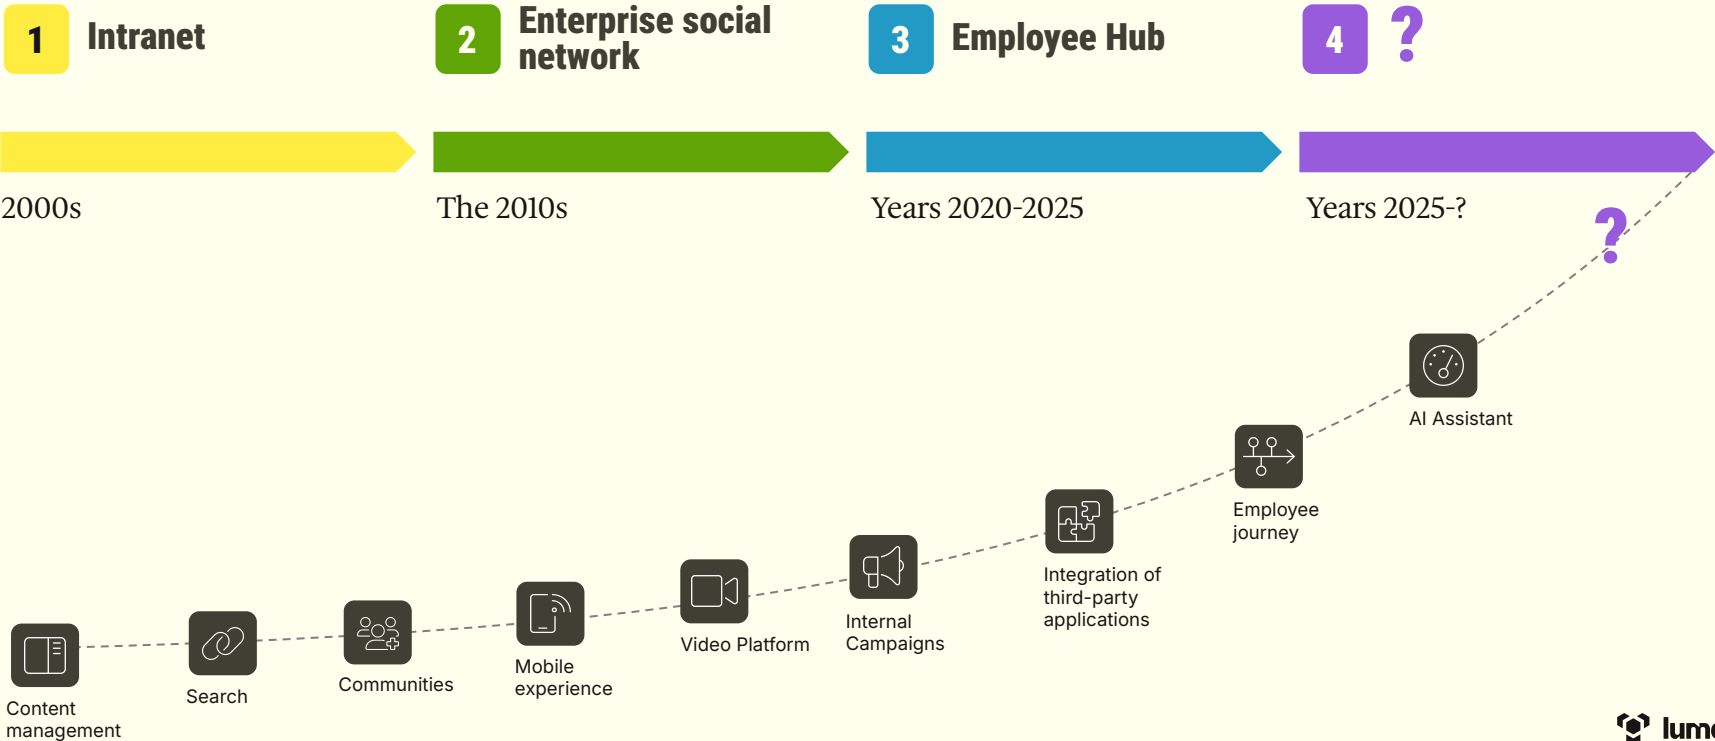 1 Intranet
2 Enterprise social
network
3 Employee Hub
4 ?
2000s
The 2010s
Years 2020-2025
Years 2025-?
?
AI Assistant
Employee
journey
Integration of
third-party
applications
Internal
Campaigns
Video Platform
Mobile
experience
Communities
Search
Content
management